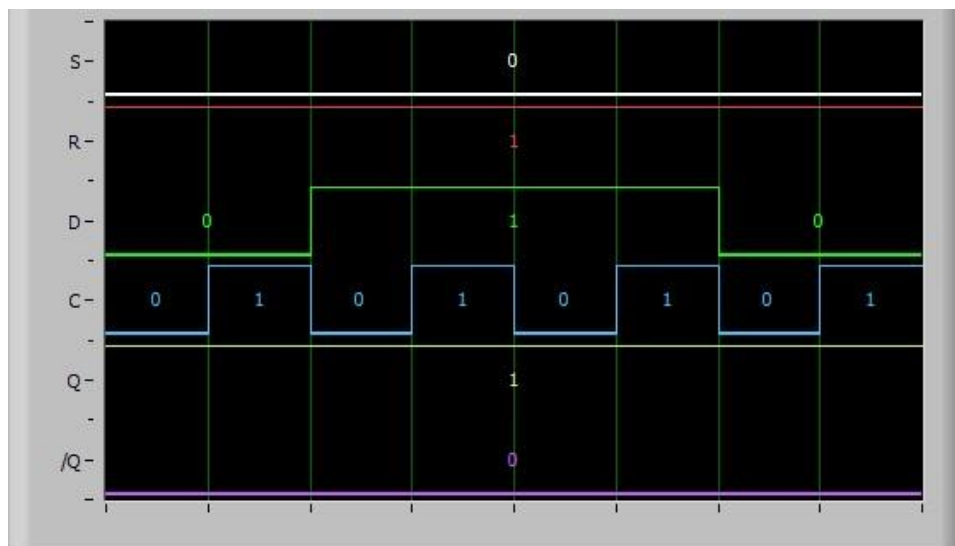 S- 0
R- 1
D- 0 1 0
C- 0 1 0 1 0 1 0 1
Q- 1
/Q- 0